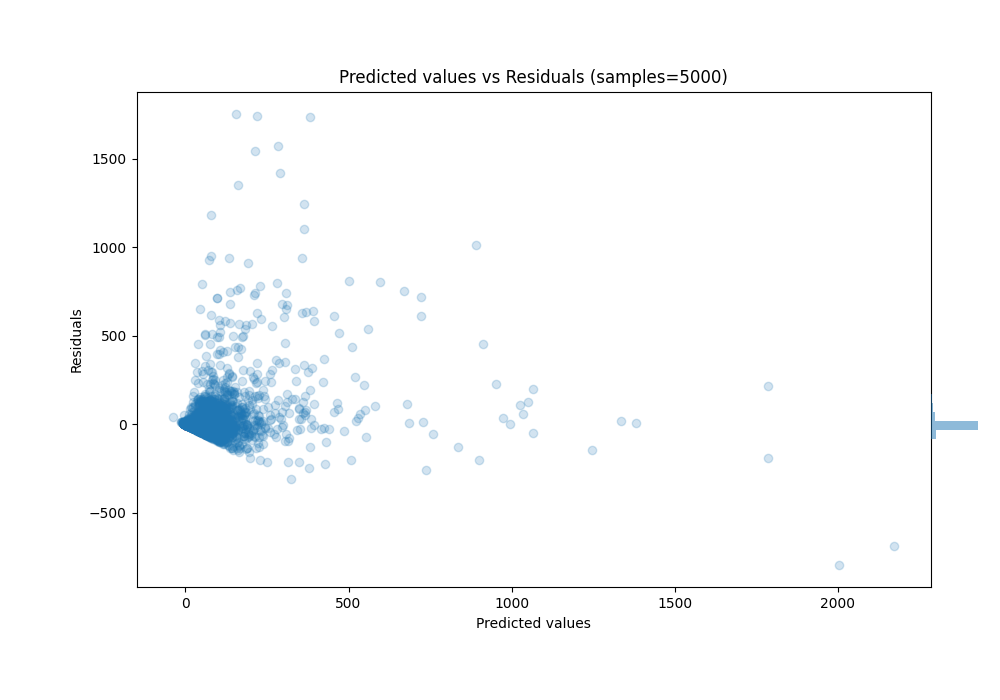 Predicted values vs Residuals (samples=5000)
1500
1000
500
0
−500
Residuals
0 500 1000 1500 2000
Predicted values